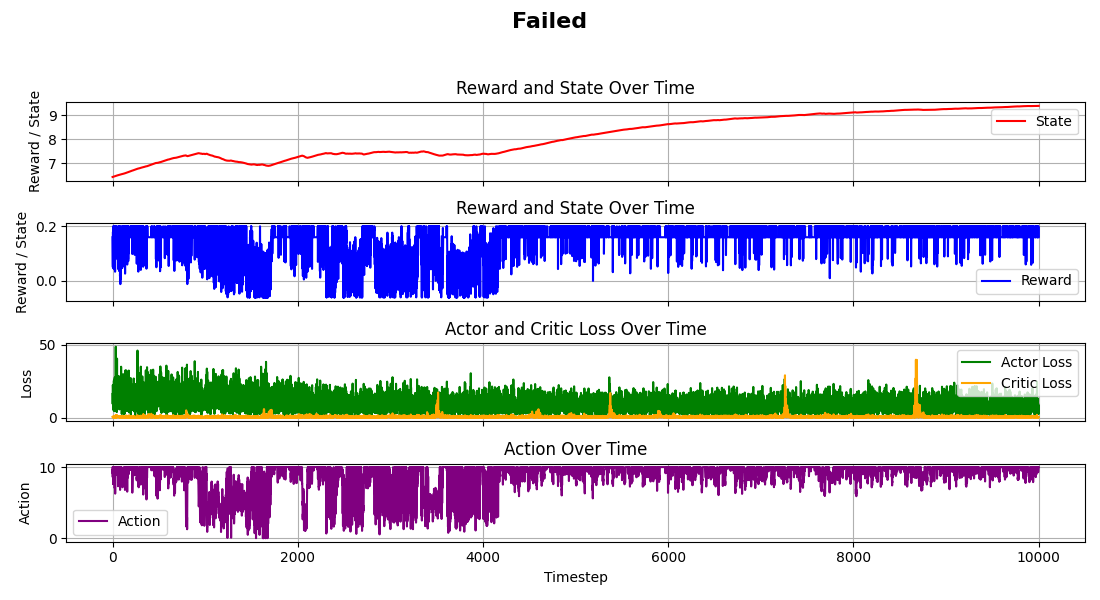 Failed
Reward and State Over Time
Reward / State
9
8
7
State
Reward and State Over Time
Reward / State
0.2
0.0
Reward
Actor and Critic Loss Over Time
Loss
50
0
Actor Loss
Critic Loss
Action Over Time
Action
10
0
Action
0 2000 4000 6000 8000 10000
Timestep